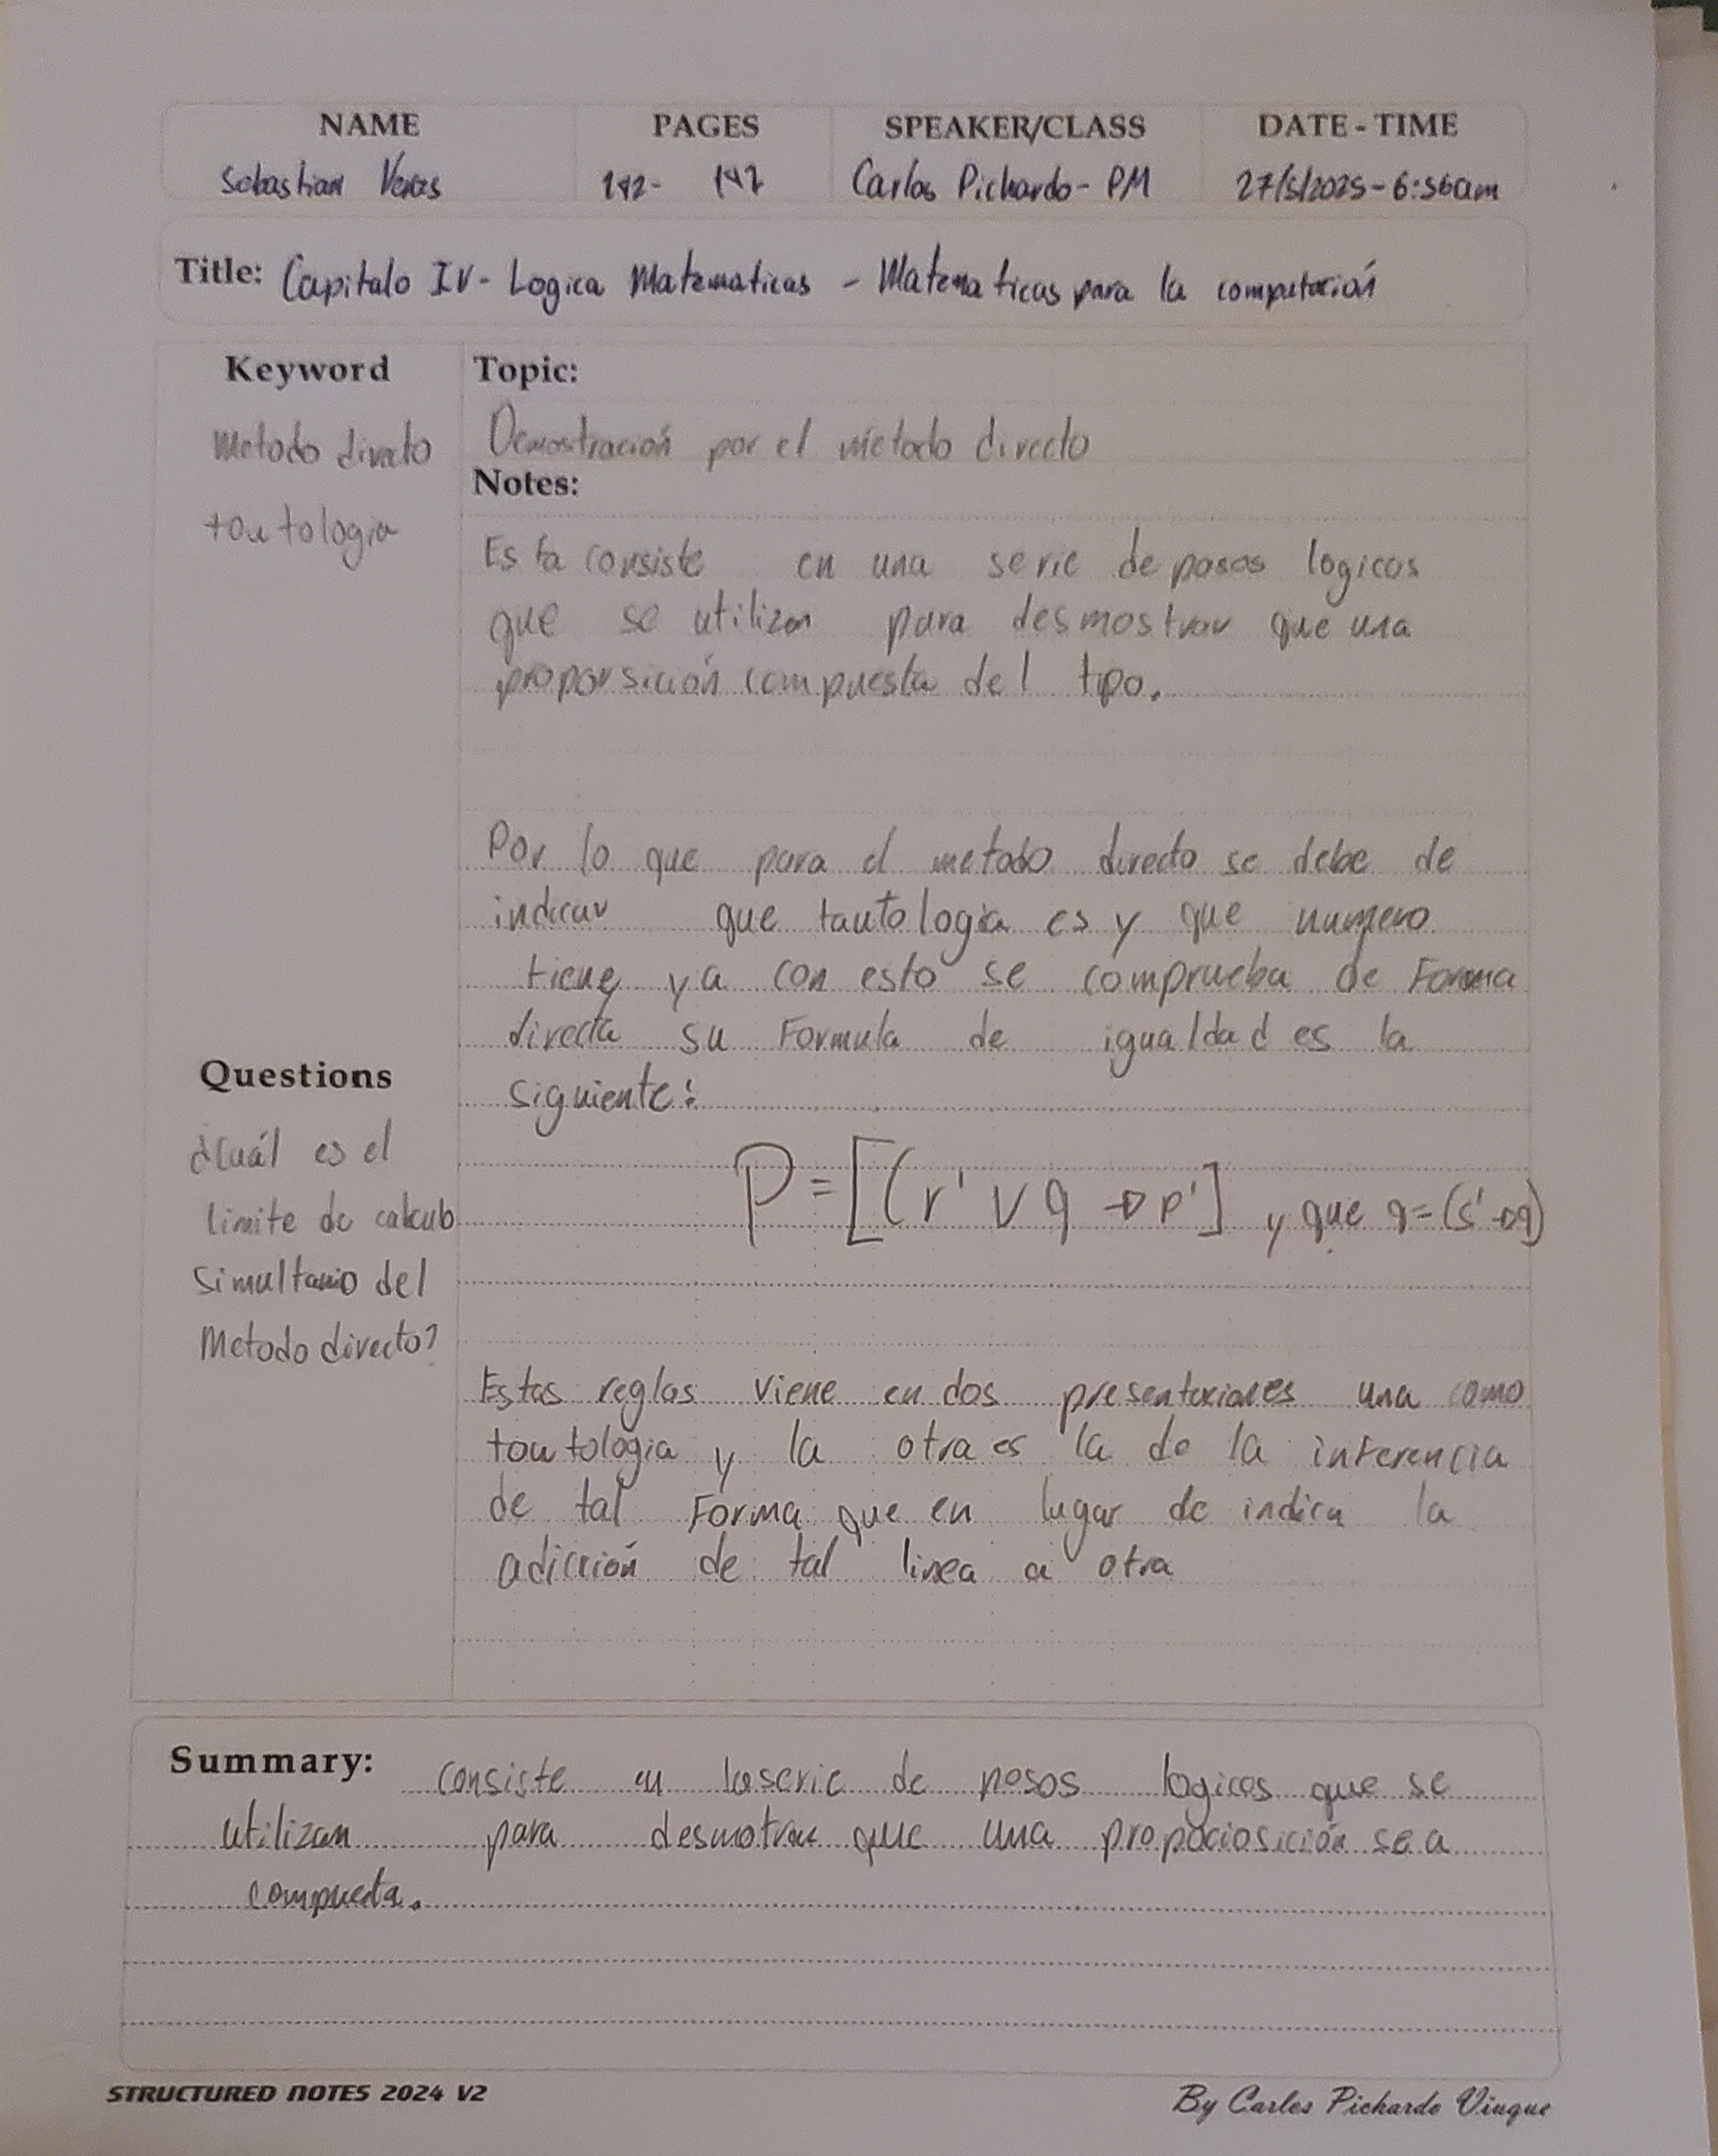 NAME PAGES SPEAKER/CLASS DATE - TIME
Sebastian Veras 142- 147 Carlos Pichardo - PM 27/5/2025-6:56am
Title: Capitulo IV - Logica Matematicas - Matematicas para la computación
Keyword
Metodo directo
tautologia
Topic:
Demostración por el método directo
Notes:
Esta consiste en una serie de pasos logicos
que se utilizan para desmostrar que una
proporsición compuesta del tipo.
Por lo que para el metodo directo se debe de
indicar que tautologia es y que numero
tiene ya con esto se comprueba de Forma
directa su Formula de igualdad es la
siguiente:
P=[(r' ∨ q → p'] y que q=(s'→q)
Estas reglas viene en dos presentaciones una como
tautologia y la otra es la de la inferencia
de tal Forma que en lugar de indica la
adicción de tal linea a otra
Questions
¿Cuál es el
limite de calculo
simultanio del
Metodo directo?
Summary: consiste en la serie de pasos logicos que se
utilizan para desmotrar que una propociosición sea
compuesta.
STRUCTURED NOTES 2024 V2
By Carlos Pichardo Viuque